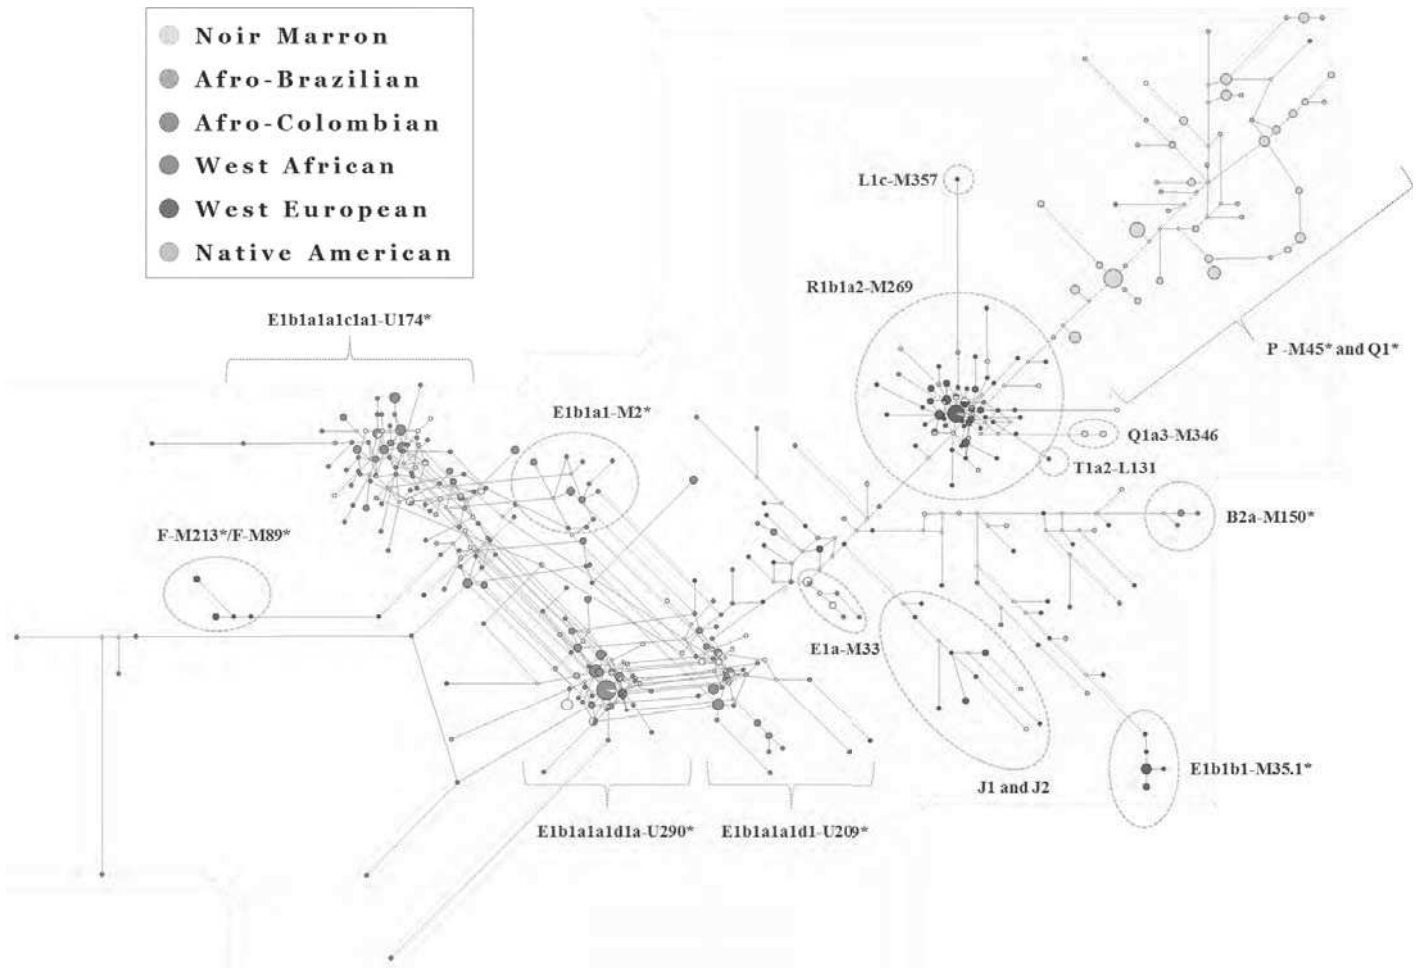 Noir Marron
Afro-Brazilian
Afro-Colombian
West African
West European
Native American
L1c-M357
R1b1a2-M269
E1b1a1a1c1a1-U174*
P -M45* and Q1*
E1b1a1-M2*
Q1a3-M346
T1a2-L131
B2a-M150*
F-M213*/F-M89*
E1a-M33
E1b1b1-M35.1*
J1 and J2
E1b1a1a1d1a-U290*
E1b1a1a1d1-U209*